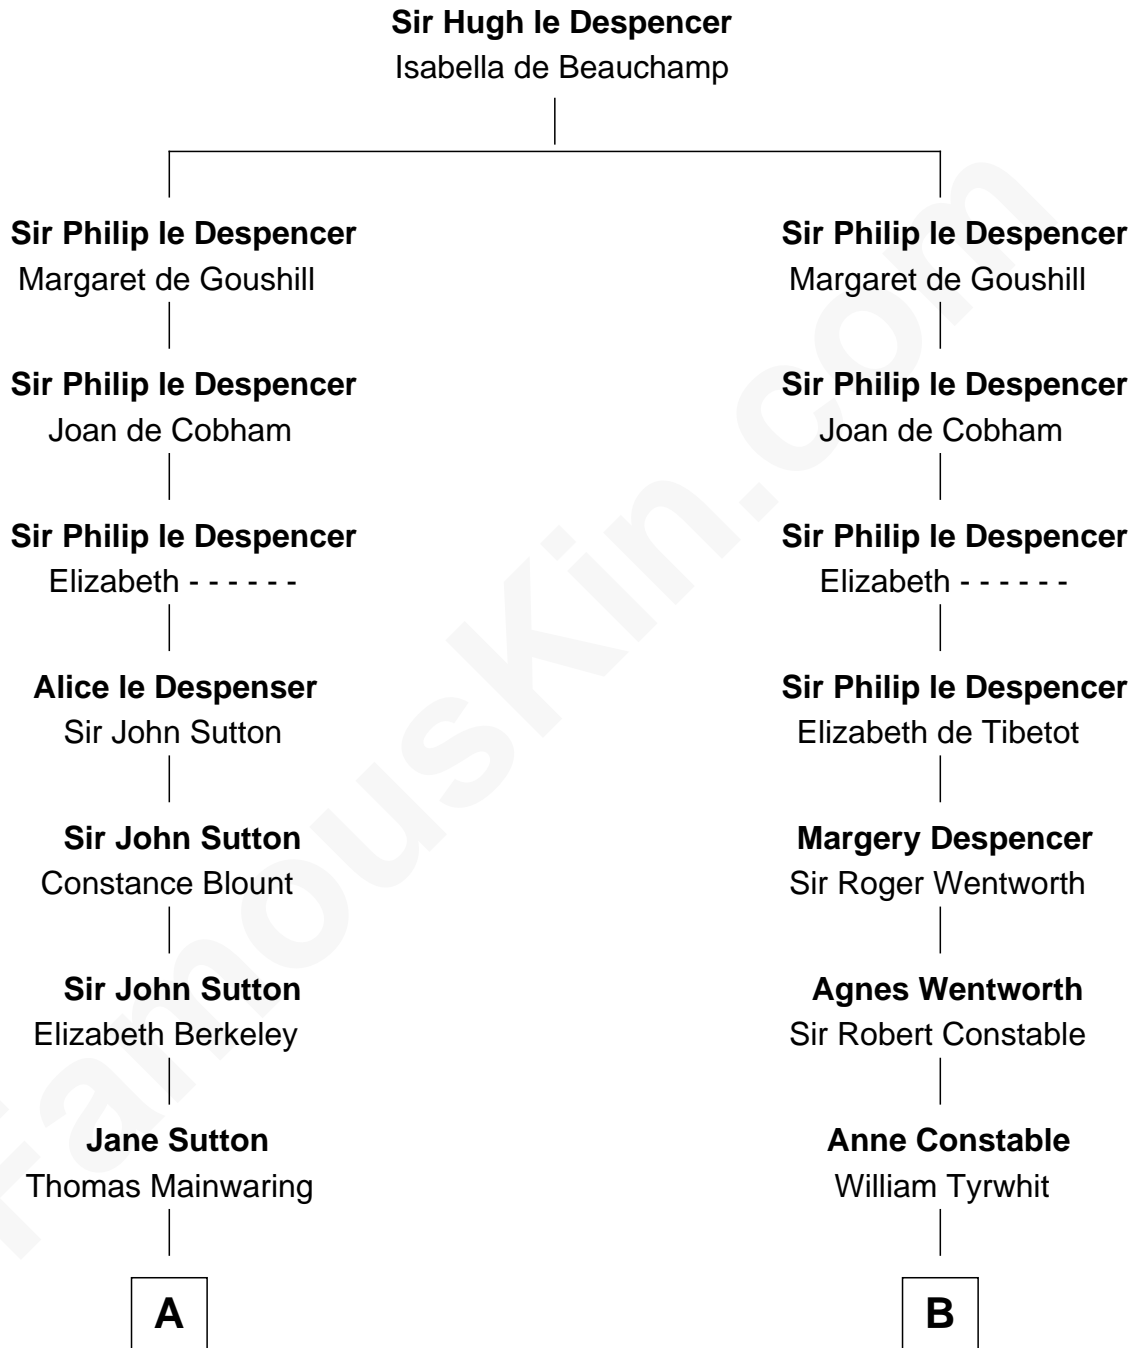 Sir Hugh le Despencer
Isabella de Beauchamp
Sir Philip le Despencer
Margaret de Goushill
Sir Philip le Despencer
Margaret de Goushill
Sir Philip le Despencer
Joan de Cobham
Sir Philip le Despencer
Joan de Cobham
Sir Philip le Despencer
Elizabeth - - - - - -
Sir Philip le Despencer
Elizabeth - - - - - -
Alice le Despenser
Sir John Sutton
Sir Philip le Despencer
Elizabeth de Tibetot
Sir John Sutton
Constance Blount
Margery Despencer
Sir Roger Wentworth
Sir John Sutton
Elizabeth Berkeley
Agnes Wentworth
Sir Robert Constable
Jane Sutton
Thomas Mainwaring
Anne Constable
William Tyrwhit
A
B
FamousKin.com